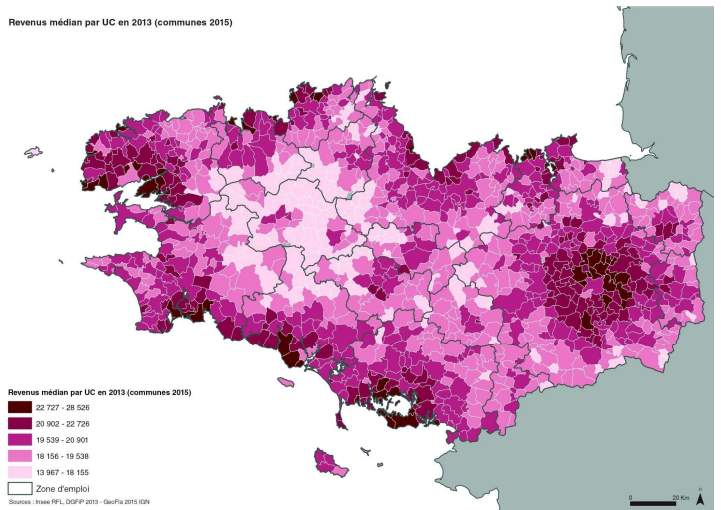 Revenus médian par UC en 2013 (communes 2015)
Revenus médian par UC en 2013 (communes 2015)
22 727 - 28 526
20 902 - 22 726
19 539 - 20 901
18 156 - 19 538
13 967 - 18 155
Zone d'emploi
Sources : Insee RFL, DGFiP 2013 - GeoFla 2015 IGN
0 20 Km
N